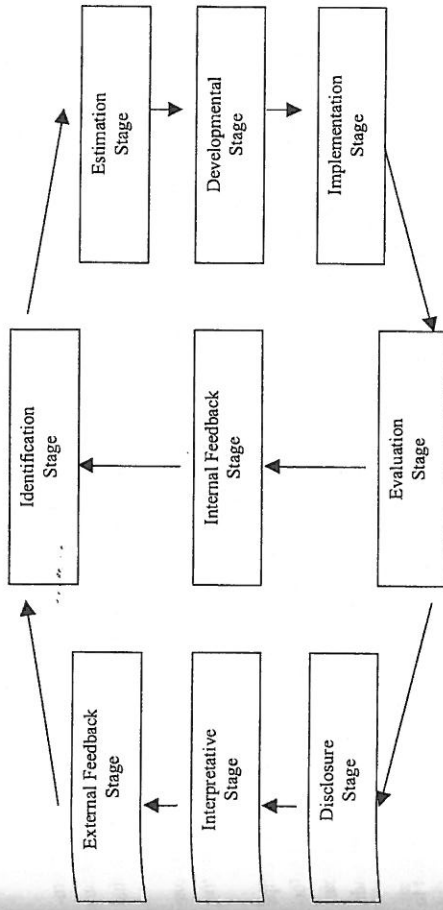 Identification
Stage
Estimation
Stage
Developmental
Stage
Implementation
Stage
Evaluation
Stage
Internal Feedback
Stage
Disclosure
Stage
Interpretative
Stage
External Feedback
Stage